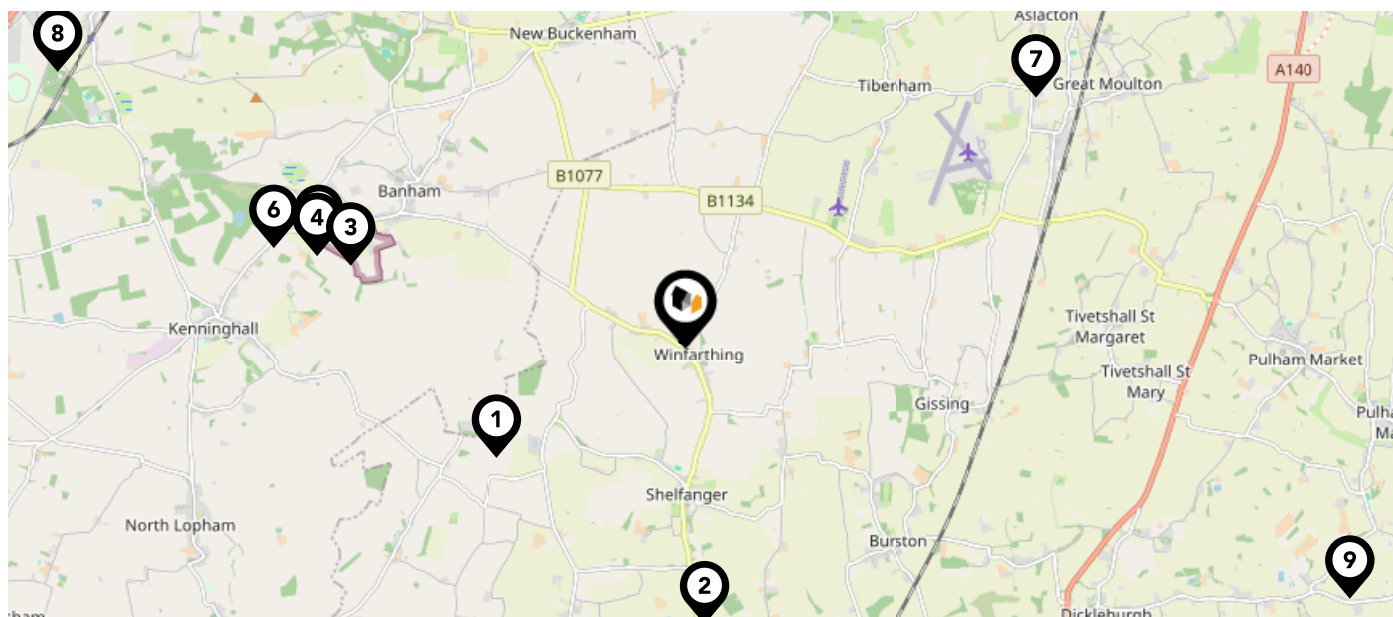 Aslacton
8
New Buckenham
7
A140
Tibenham
Great Moulton
B1077
Banham
B1134
6
4
3
Tivetshall St
Margaret
Kenninghall
Winfarthing
Pulham Market
Tivetshall St
Mary
Gissing
1
Shelfanger
North Lopham
Burston
9
2
Dickleburgh